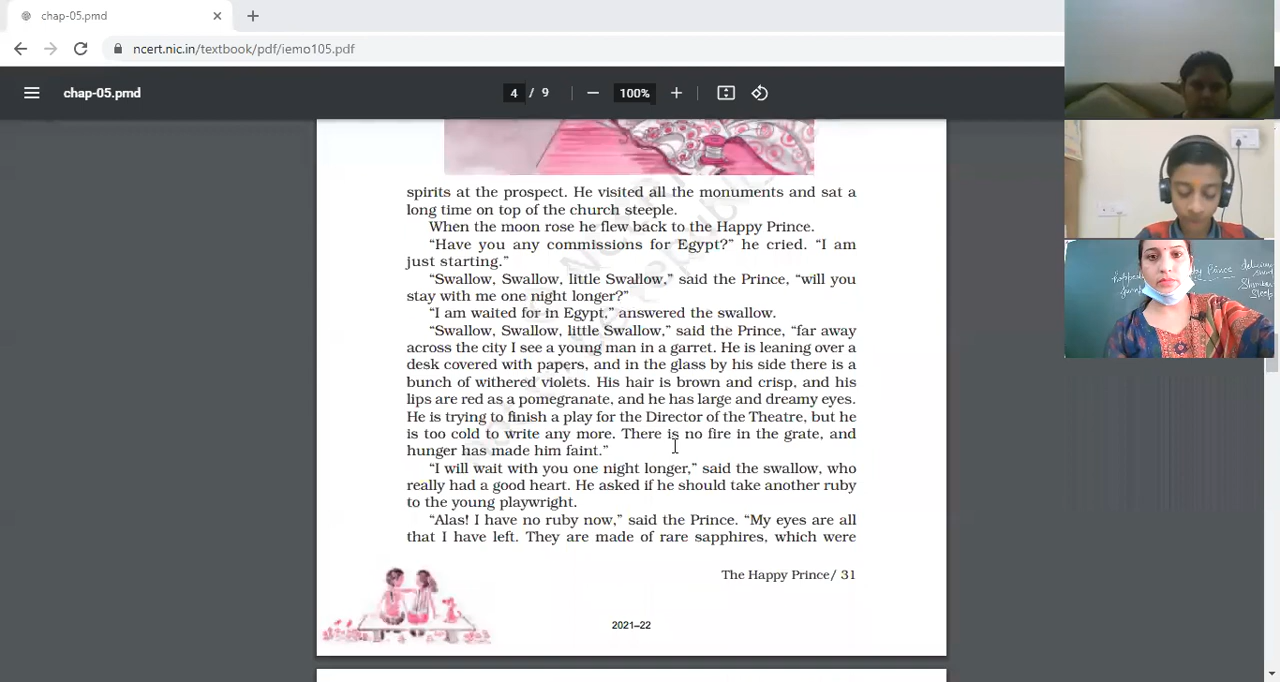 chap-05.pmd
ncert.nic.in/textbook/pdf/iemo105.pdf
chap-05.pmd
4 / 9
100%
spirits at the prospect. He visited all the monuments and sat a
long time on top of the church steeple.
When the moon rose he flew back to the Happy Prince.
“Have you any commissions for Egypt?” he cried. “I am
just starting.”
“Swallow, Swallow, little Swallow,” said the Prince, “will you
stay with me one night longer?”
“I am waited for in Egypt,” answered the swallow.
“Swallow, Swallow, little Swallow,” said the Prince, “far away
across the city I see a young man in a garret. He is leaning over a
desk covered with papers, and in the glass by his side there is a
bunch of withered violets. His hair is brown and crisp, and his
lips are red as a pomegranate, and he has large and dreamy eyes.
He is trying to finish a play for the Director of the Theatre, but he
is too cold to write any more. There is no fire in the grate, and
hunger has made him faint.”
“I will wait with you one night longer,” said the swallow, who
really had a good heart. He asked if he should take another ruby
to the young playwright.
“Alas! I have no ruby now,” said the Prince. “My eyes are all
that I have left. They are made of rare sapphires, which were
The Happy Prince/ 31
2021–22
Prince